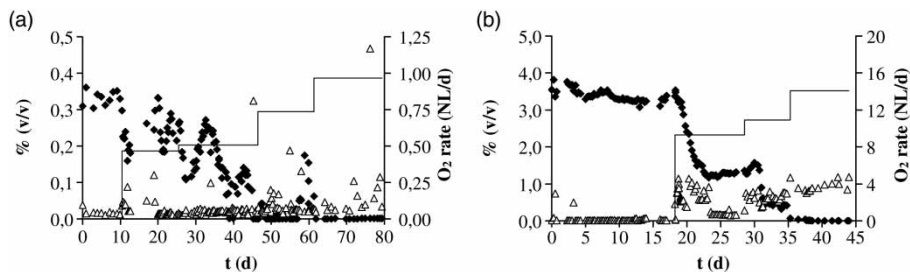 (a)
0,5
0,4
0,3
0,2
0,1
0,0
% (v/v)
0 10 20 30 40 50 60 70 80
t (d)
1,25
1,00
0,75
0,50
0,25
0,00
O₂ rate (NL/d)
(b)
5,0
4,0
3,0
2,0
1,0
0,0
% (v/v)
0 5 10 15 20 25 30 35 40 45
t (d)
20
16
12
8
4
0
O₂ rate (NL/d)